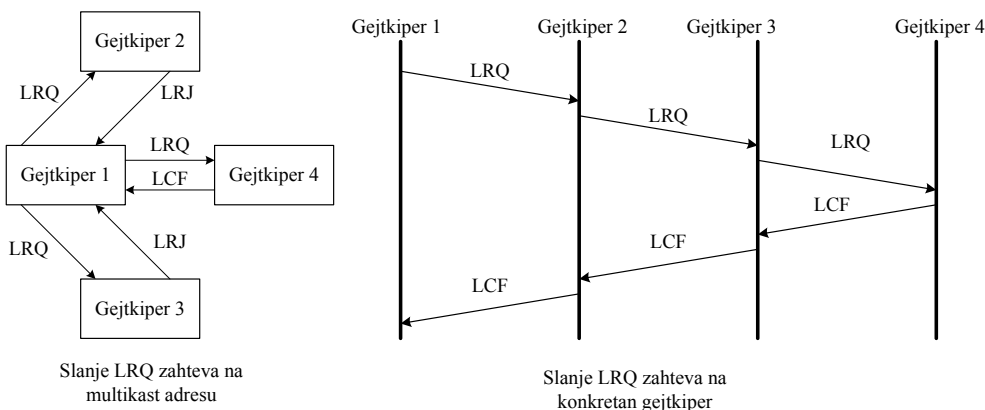 Gejtkiper 2
LRQ
LRJ
LRQ
Gejtkiper 1
LCF
Gejtkiper 4
LRQ
LRJ
Gejtkiper 3
Slanje LRQ zahteva na
multikast adresu
Gejtkiper 1
Gejtkiper 2
Gejtkiper 3
Gejtkiper 4
LRQ
LRQ
LRQ
LCF
LCF
LCF
Slanje LRQ zahteva na
konkretan gejtkiper